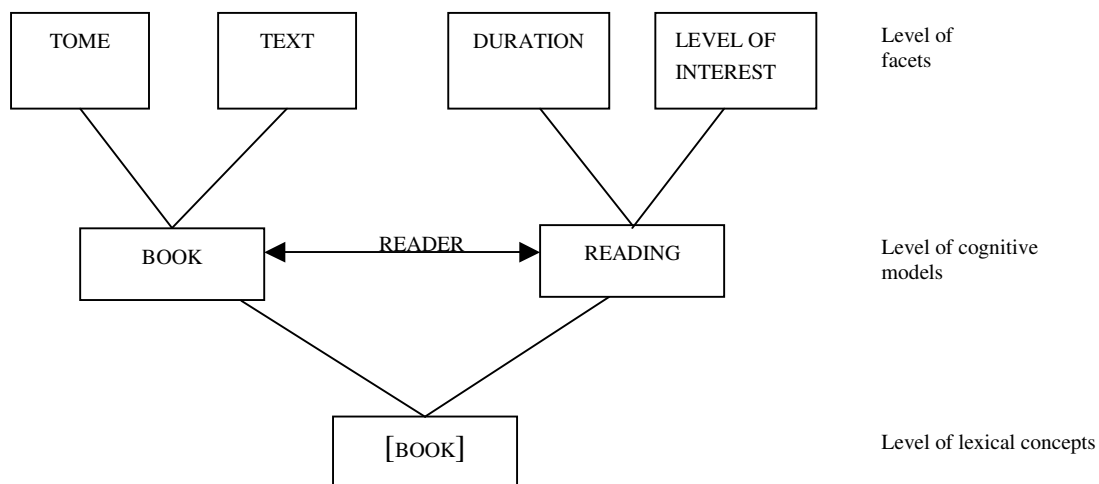 TOME
TEXT
DURATION
LEVEL OF
INTEREST
Level of
facets
BOOK
READER
READING
Level of cognitive
models
[BOOK]
Level of lexical concepts